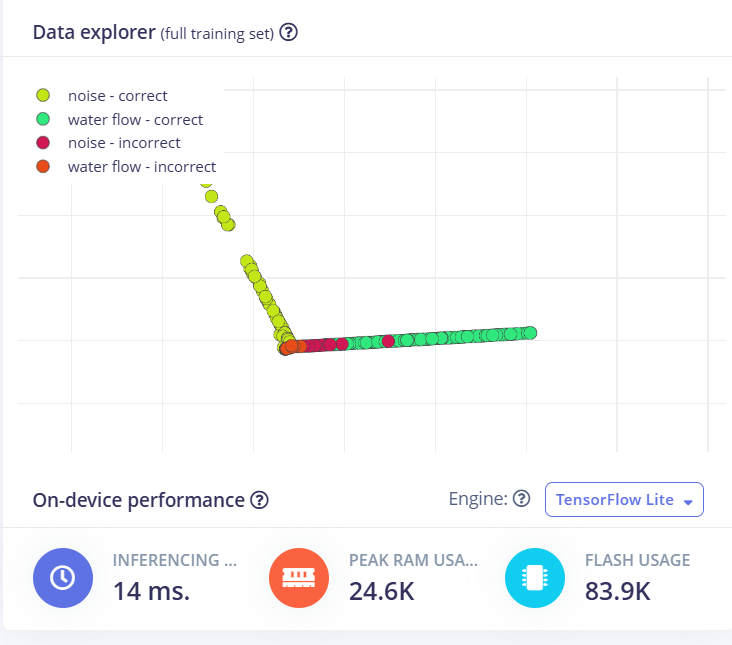 Data explorer (full training set) ?
noise - correct
water flow - correct
noise - incorrect
water flow - incorrect
On-device performance ?
Engine: ?
TensorFlow Lite
INFERENCING ...
14 ms.
PEAK RAM USA...
24.6K
FLASH USAGE
83.9K